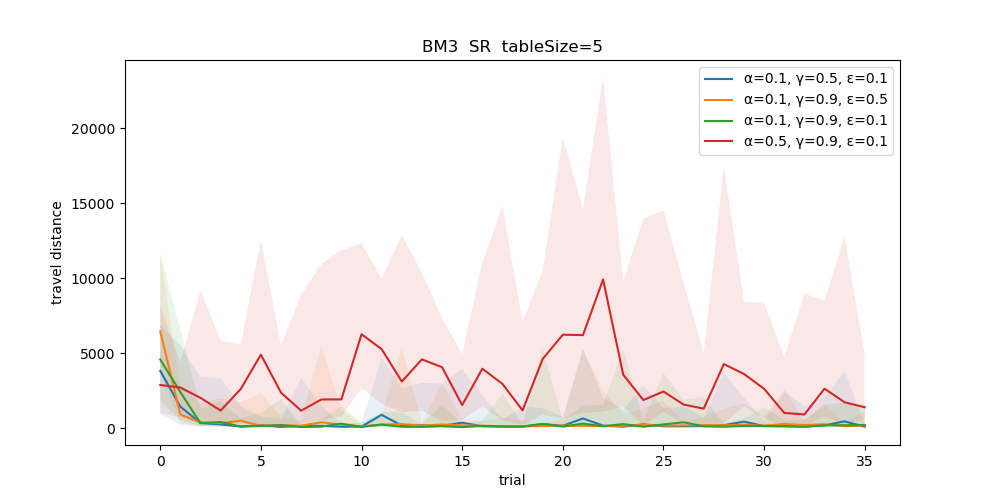 BM3 SR tableSize=5
α=0.1, γ=0.5, ε=0.1
α=0.1, γ=0.9, ε=0.5
α=0.1, γ=0.9, ε=0.1
α=0.5, γ=0.9, ε=0.1
travel distance
20000
15000
10000
5000
0
0 5 10 15 20 25 30 35
trial